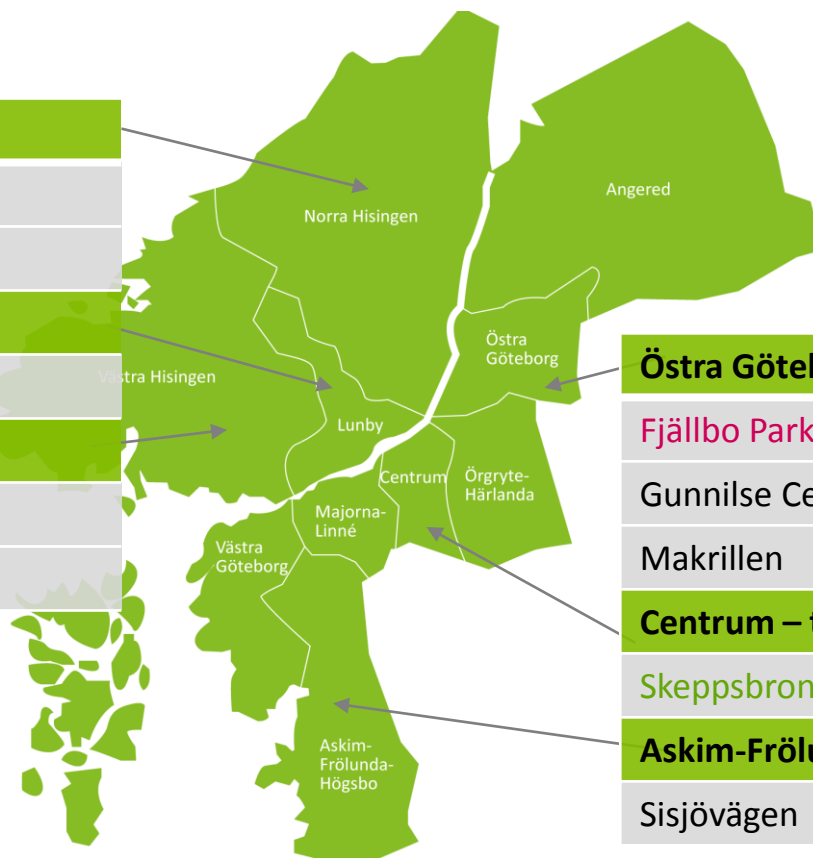 Norra Hisingen
Angered
Östra
Göteborg
Västra Hisingen
Lunby
Centrum
Örgryte-
Härlanda
Majorna-
Linné
Västra
Göteborg
Askim-
Frölunda-
Högsbo
Östra Göteb
Fjällbo Park
Gunnilse Ce
Makrillen
Centrum – t
Skeppsbron
Askim-Frölu
Sisjövägen